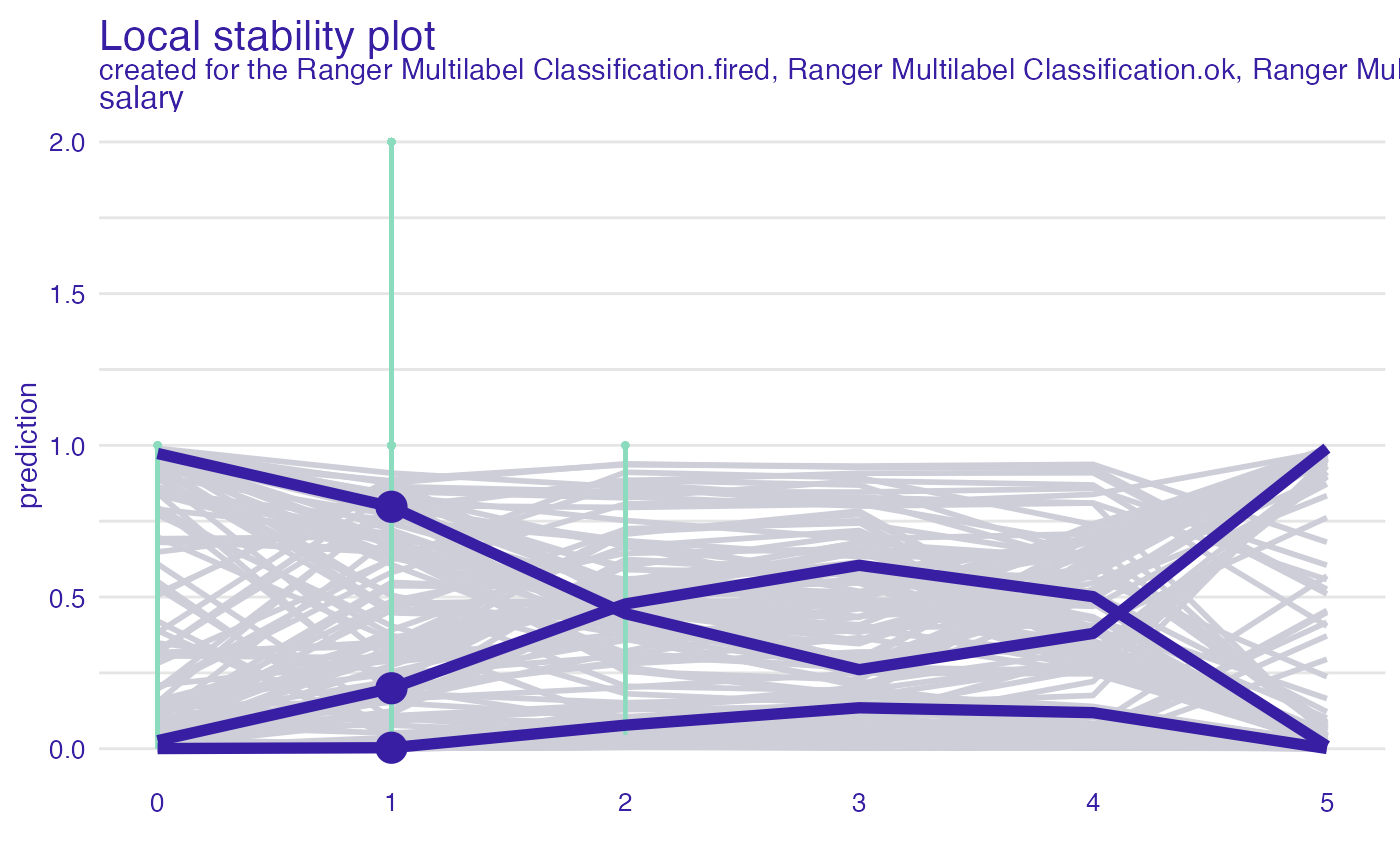 Local stability plot
created for the Ranger Multilabel Classification.fired, Ranger Multilabel Classification.ok, Ranger Mul
salary
2.0
1.5
1.0
0.5
0.0
prediction
0 1 2 3 4 5